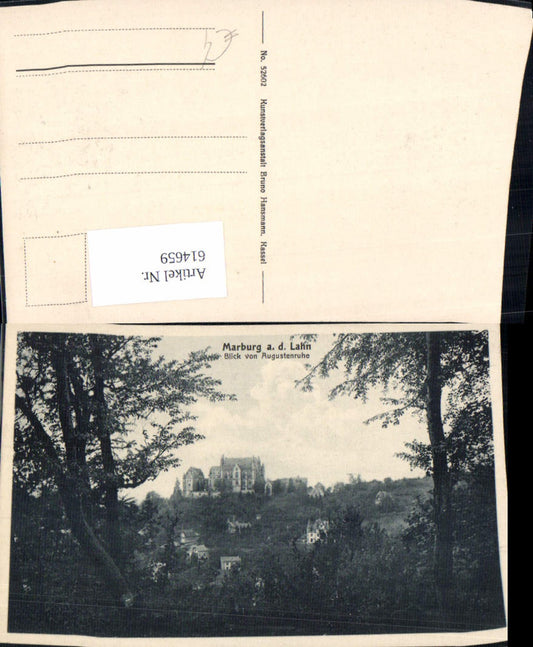 No. 52602 Kunstverlagsanstalt Bruno Hansmann, Kassel
Artikel Nr.
614659
Marburg a. d. Lahn
Blick von Augustenruhe